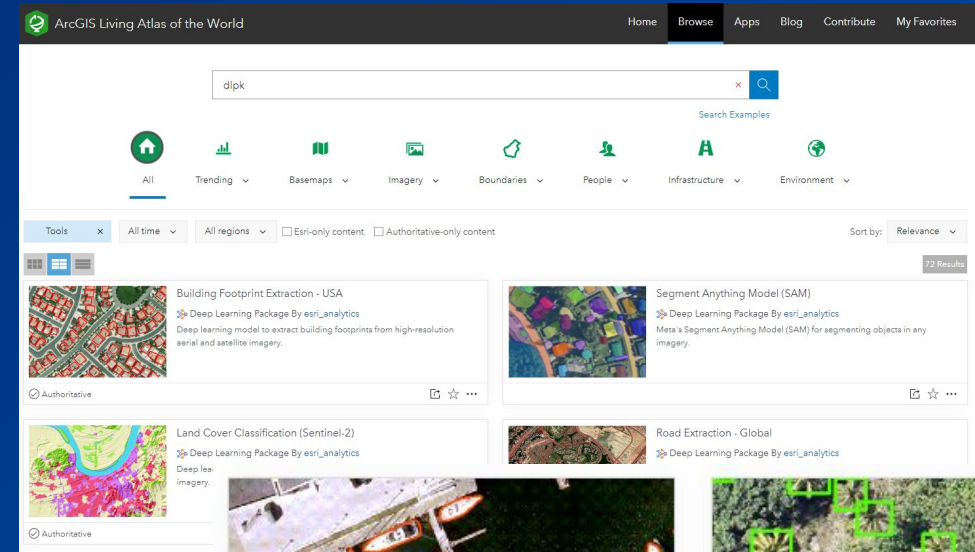 ArcGIS Living Atlas of the World
Home Browse Apps Blog Contribute My Favorites
dlpk ×
Search Examples
All Trending Basemaps Imagery Boundaries People Infrastructure Environment
Tools × All time All regions Esri-only content Authoritative-only content Sort by: Relevance
72 Results
Building Footprint Extraction - USA
Deep Learning Package By esri_analytics
Deep learning model to extract building footprints from high-resolution
aerial and satellite imagery.
Authoritative
Segment Anything Model (SAM)
Deep Learning Package By esri_analytics
Meta's Segment Anything Model (SAM) for segmenting objects in any
imagery.
Land Cover Classification (Sentinel-2)
Deep Learning Package By esri_analytics
Deep
imagery.
Authoritative
Road Extraction - Global
Deep Learning Package By esri_analytics